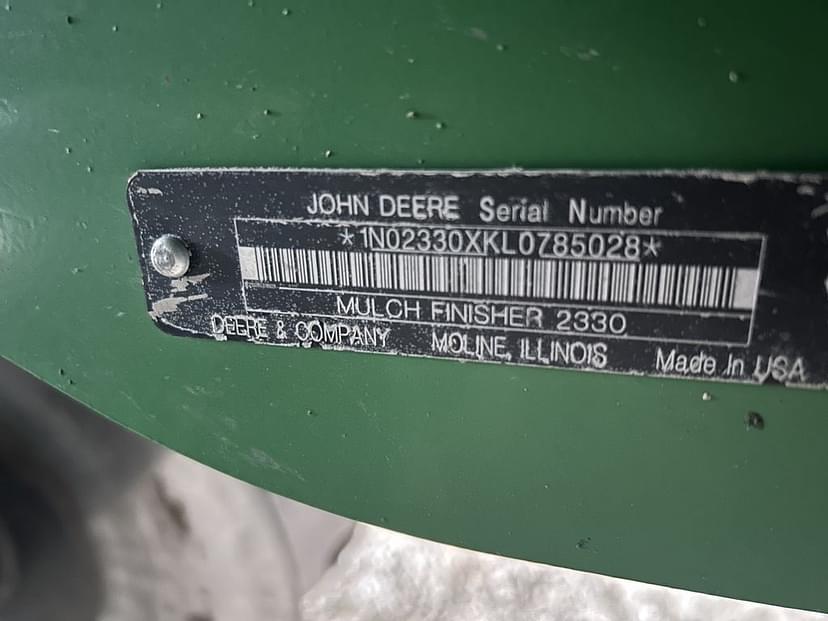 JOHN DEERE Serial Number
*1N02330XKL0785028*
MULCH FINISHER 2330
DEERE & COMPANY MOLINE, ILLINOIS Made In USA